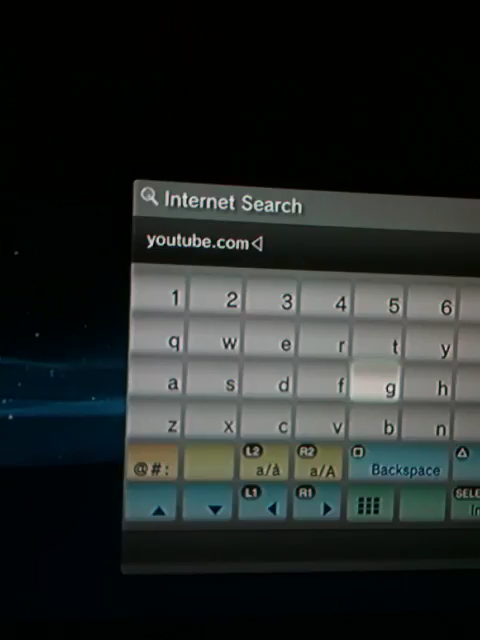 Internet Search
youtube.com
1 2 3 4 5 6
q w e r t y
a s d f g h
z x c v b n
@#: L2 a/à R2 a/A Backspace
L1 R1